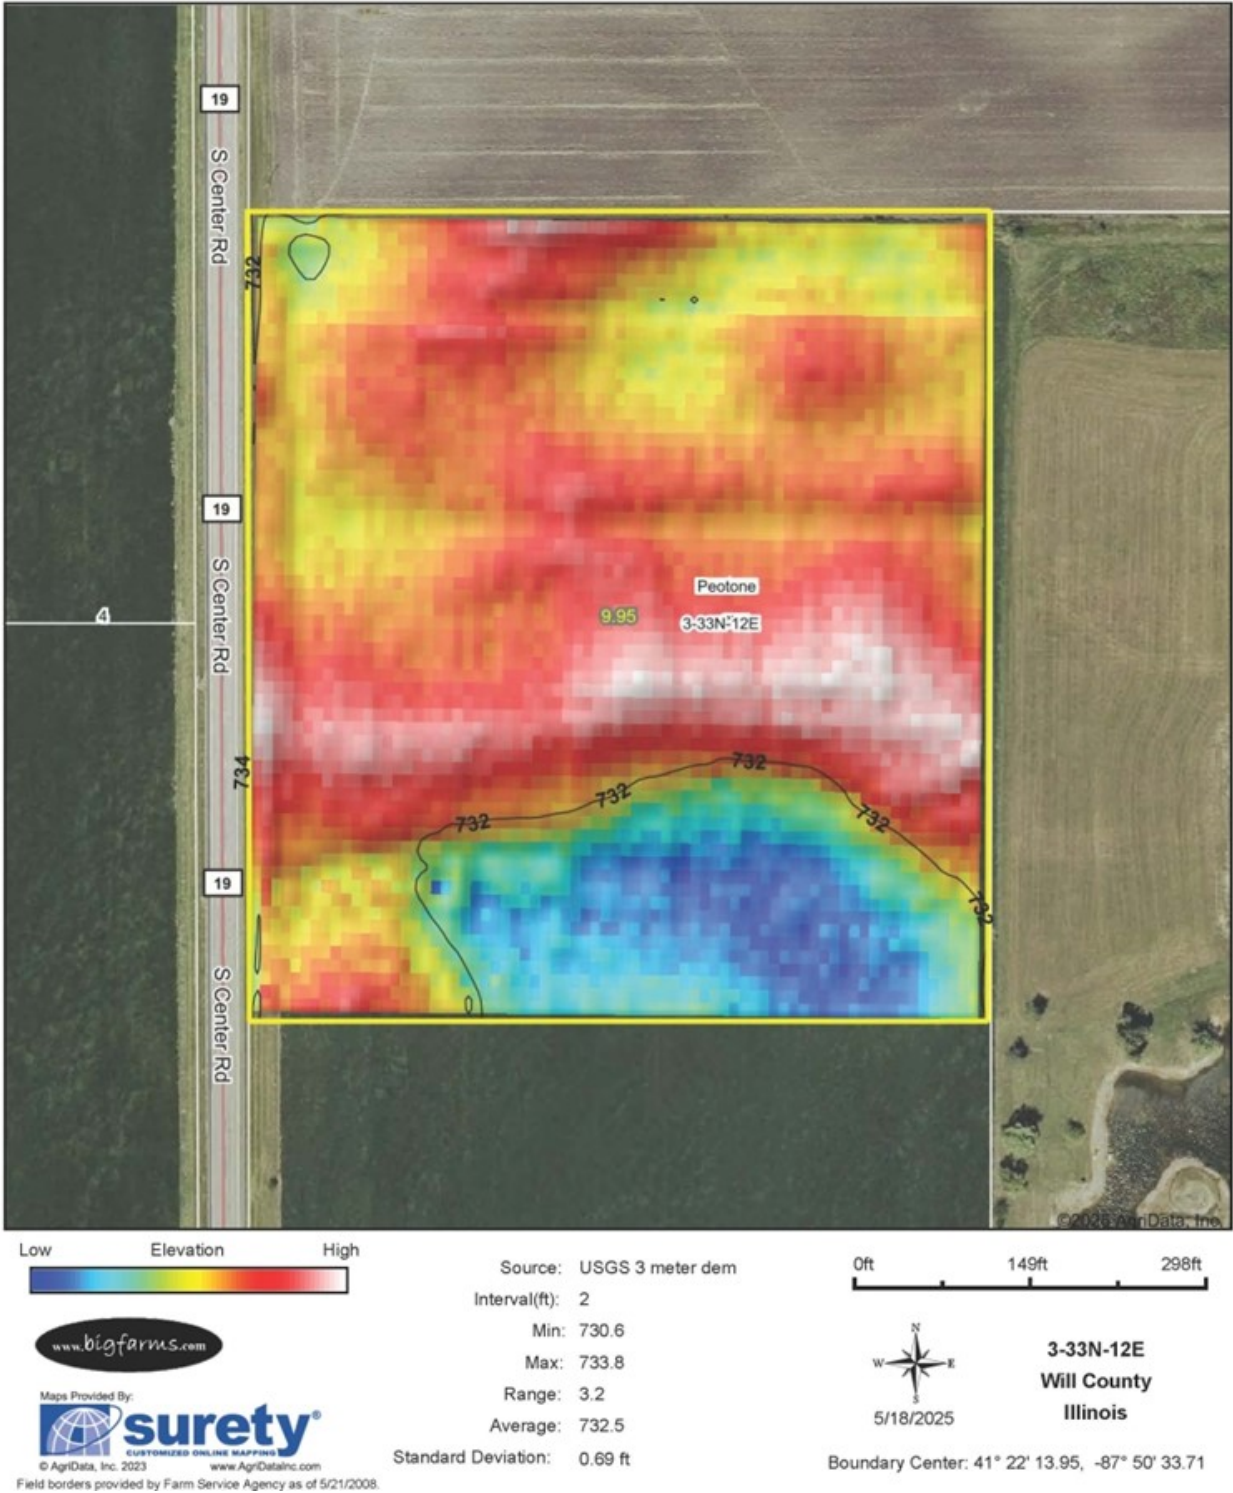 19
S Center Rd
732
19
S Center Rd
Peotone
9.95
3-33N-12E
4
734
732
732
732
732
732
19
S Center Rd
©2025 AgriData, Inc.
Low Elevation High
www.bigfarms.com
Maps Provided By:
surety®
CUSTOMIZED ONLINE MAPPING
© AgriData, Inc. 2023 www.AgriDataInc.com
Field borders provided by Farm Service Agency as of 5/21/2008.
Source: USGS 3 meter dem
Interval(ft): 2
Min: 730.6
Max: 733.8
Range: 3.2
Average: 732.5
Standard Deviation: 0.69 ft
0ft 149ft 298ft
N
W E
S
5/18/2025
3-33N-12E
Will County
Illinois
Boundary Center: 41° 22' 13.95, -87° 50' 33.71